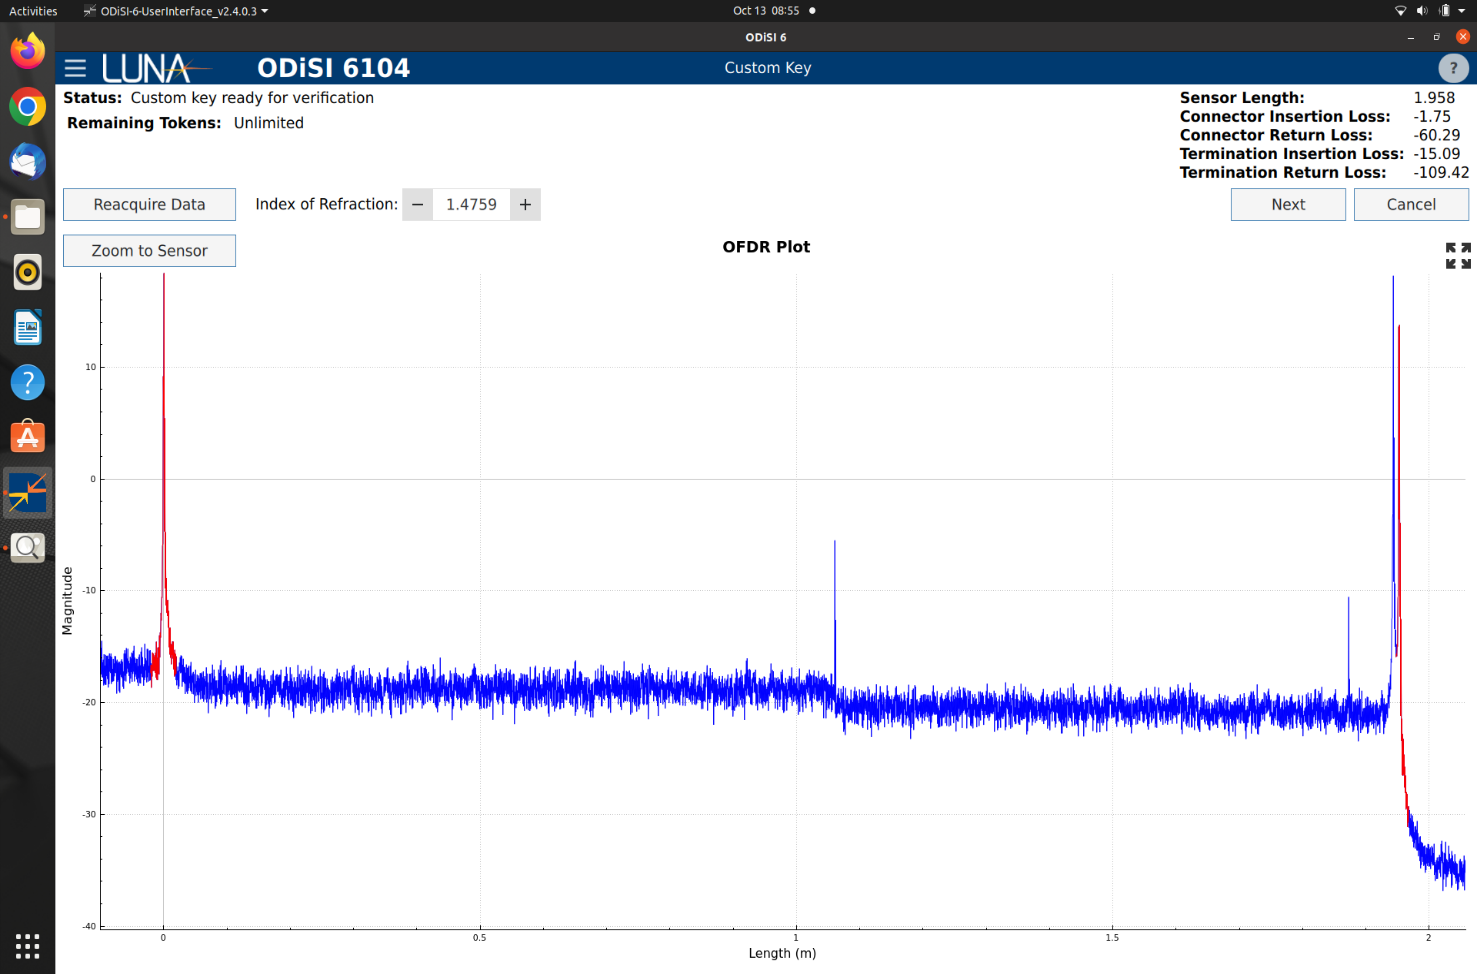 Activities ODiSI-6-UserInterface_v2.4.0.3 Oct 13 08:55
ODiSI 6
LUNA ODiSI 6104 Custom Key ?
Status: Custom key ready for verification
Remaining Tokens: Unlimited
Sensor Length: 1.958
Connector Insertion Loss: -1.75
Connector Return Loss: -60.29
Termination Insertion Loss: -15.09
Termination Return Loss: -109.42
Reacquire Data Index of Refraction: − 1.4759 + Next Cancel
Zoom to Sensor
OFDR Plot
10
0
-10
-20
-30
-40
Magnitude
0 0.5 1 1.5 2
Length (m)